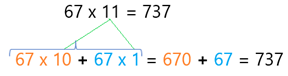 67 x 11 = 737
67 x 10 + 67 x 1 = 670 + 67 = 737